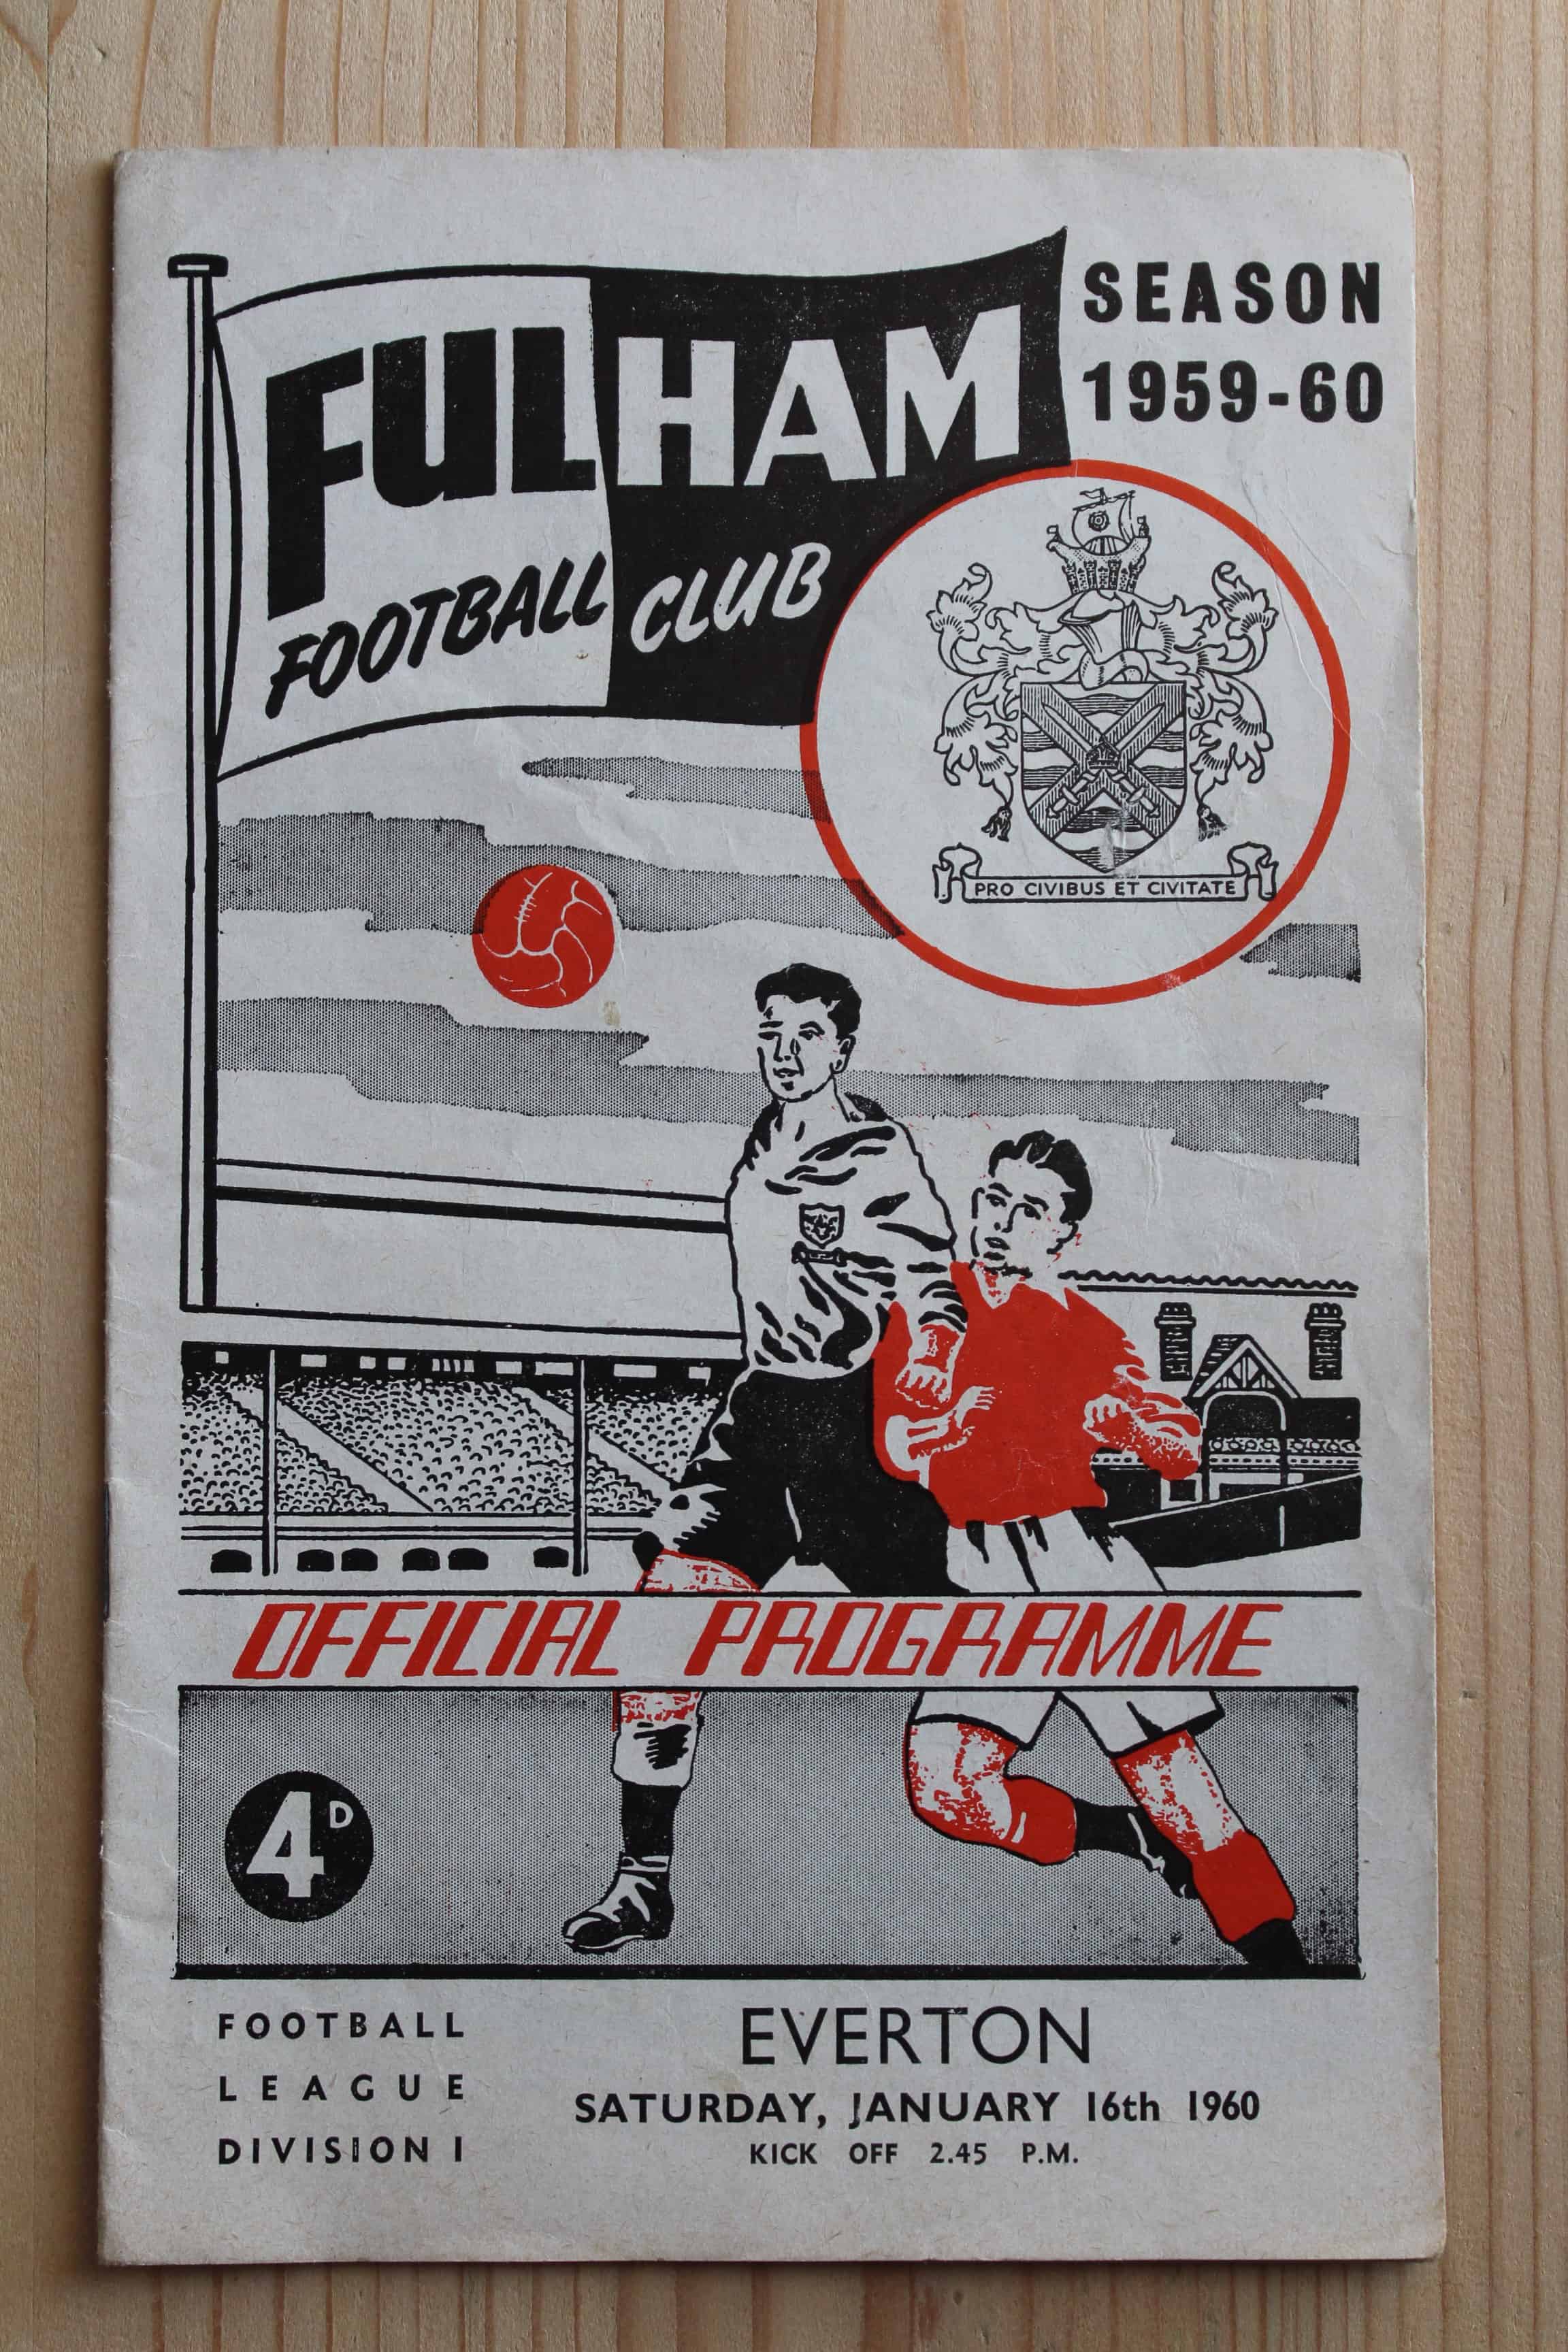 FULHAM
FOOTBALL CLUB
SEASON
1959-60
PRO CIVIBUS ET CIVITATE
OFFICIAL PROGRAMME
4D
FOOTBALL
LEAGUE
DIVISION I
EVERTON
SATURDAY, JANUARY 16th 1960
KICK OFF 2.45 P.M.